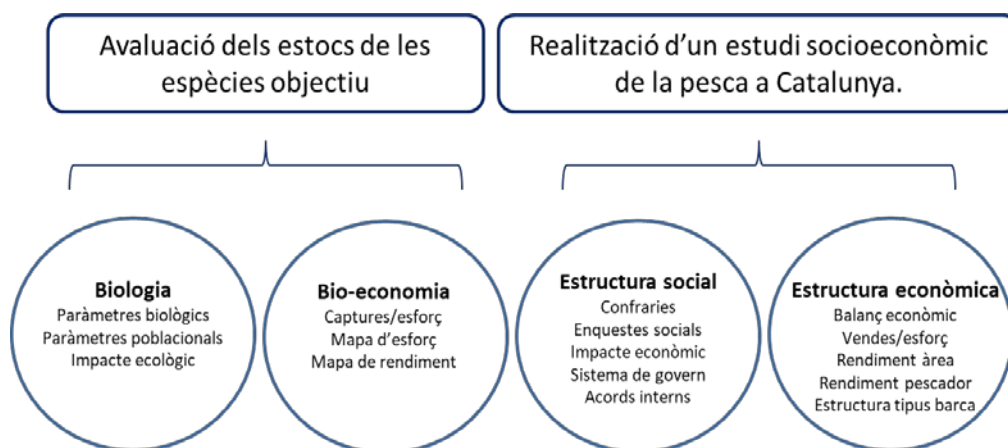 Avaluació dels estocs de les
espècies objectiu
Realització d'un estudi socioeconòmic
de la pesca a Catalunya.
Biologia
Paràmetres biològics
Paràmetres poblacionals
Impacte ecològic
Bio-economia
Captures/esforç
Mapa d'esforç
Mapa de rendiment
Estructura social
Confraries
Enquestes socials
Impacte econòmic
Sistema de govern
Acords interns
Estructura econòmica
Balanç econòmic
Vendes/esforç
Rendiment àrea
Rendiment pescador
Estructura tipus barca